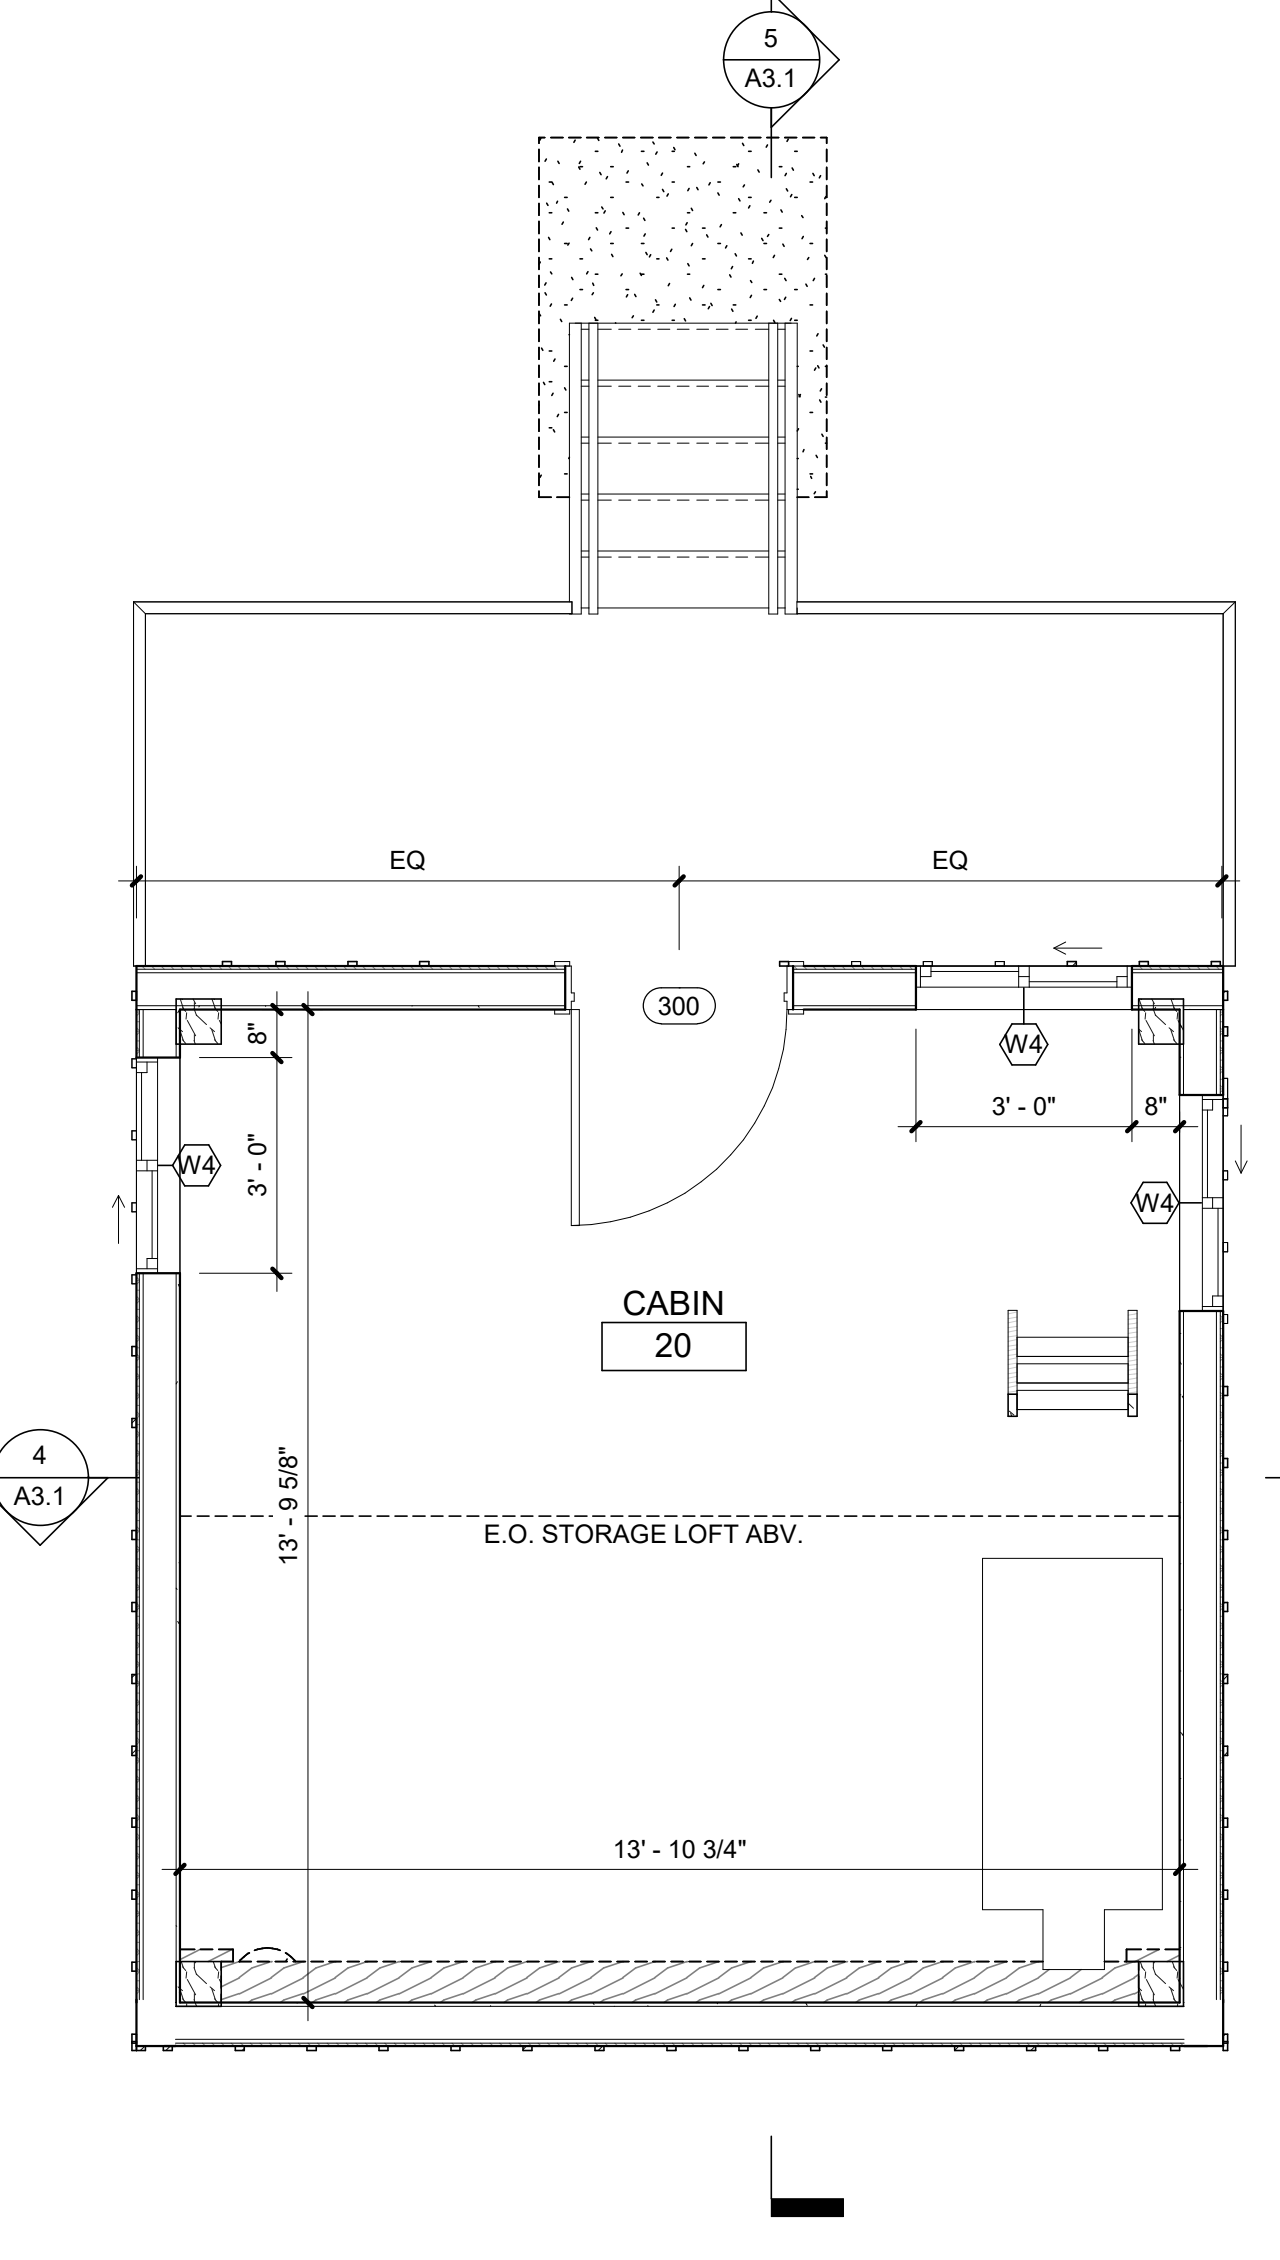 5
A3.1
EQ
EQ
300
8"
W4
3' - 0"
8"
3' - 0"
W4
W4
CABIN
20
4
A3.1
13' - 9 5/8"
E.O. STORAGE LOFT ABV.
13' - 10 3/4"